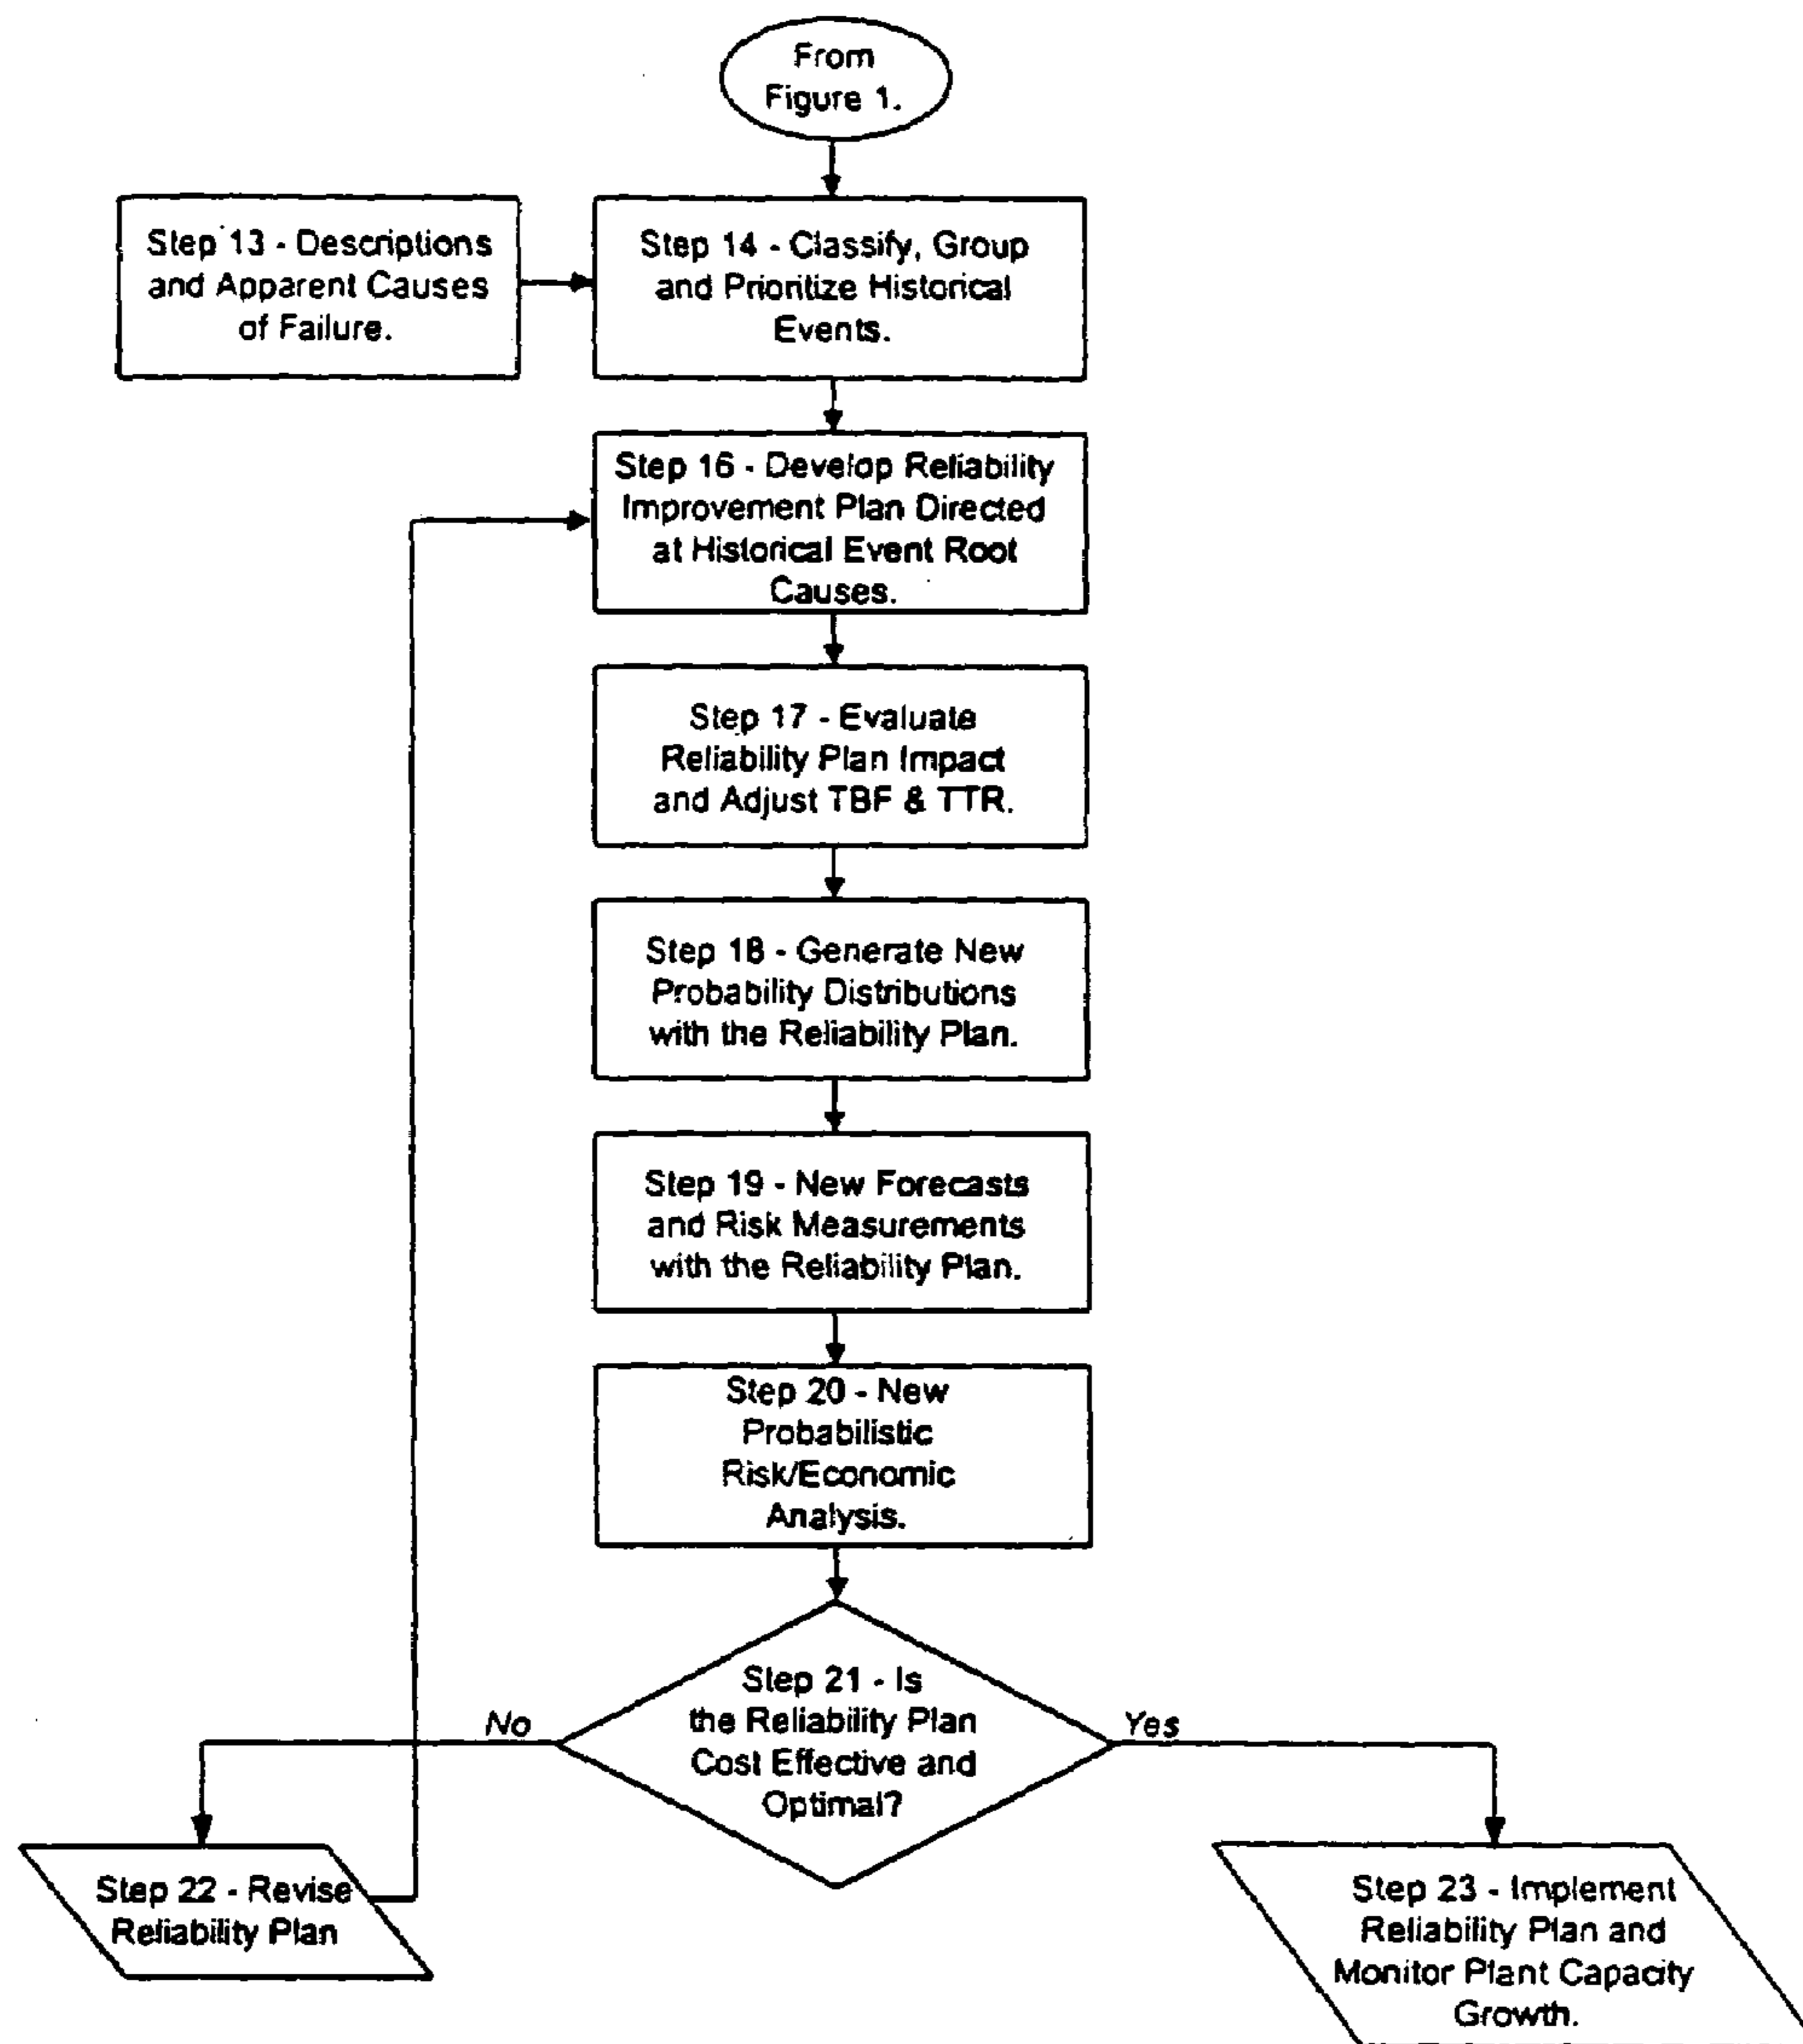 From
Figure 1.
Step 13 - Descriptions
and Apparent Causes
of Failure.
Step 14 - Classify, Group
and Prioritize Historical
Events.
Step 16 - Develop Reliability
Improvement Plan Directed
at Historical Event Root
Causes.
Step 17 - Evaluate
Reliability Plan Impact
and Adjust TBF & TTR.
Step 18 - Generate New
Probability Distributions
with the Reliability Plan.
Step 19 - New Forecasts
and Risk Measurements
with the Reliability Plan.
Step 20 - New
Probabilistic
Risk/Economic
Analysis.
Step 21 - Is
the Reliability Plan
Cost Effective and
Optimal?
No
Yes
Step 22 - Revise
Reliability Plan
Step 23 - Implement
Reliability Plan and
Monitor Plant Capacity
Growth.